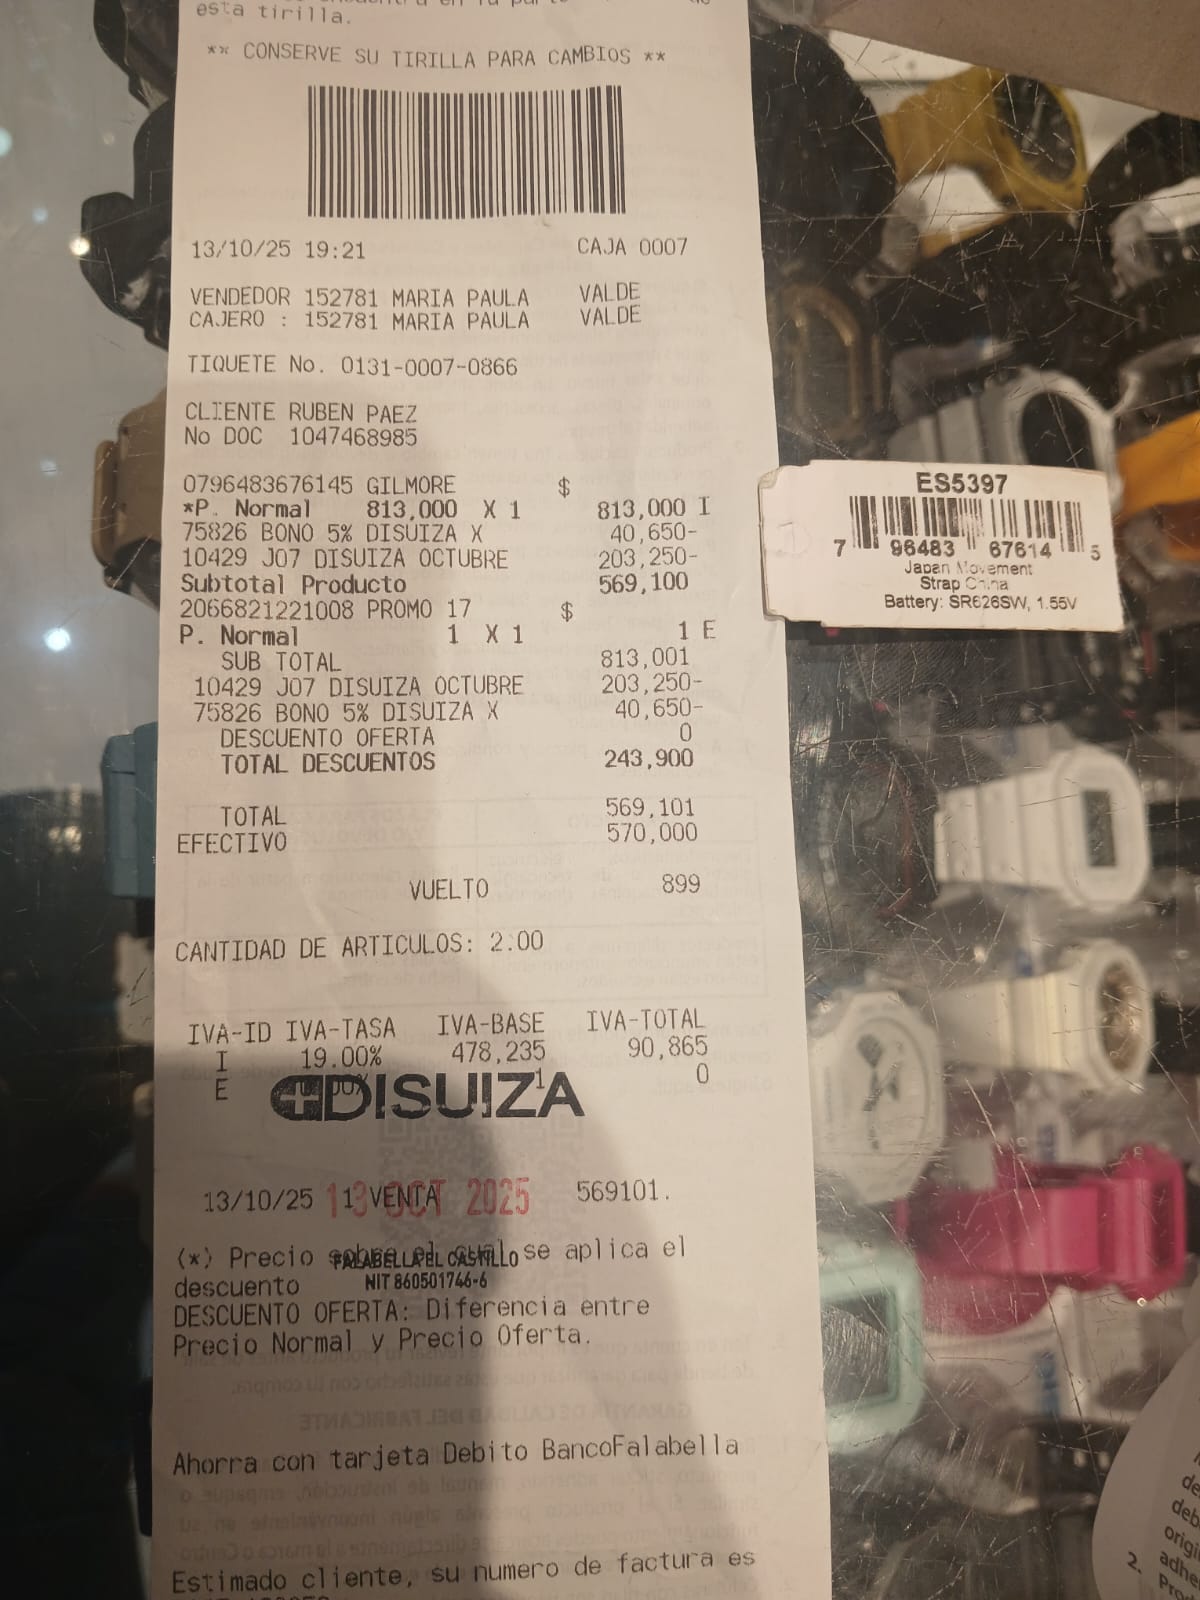 esta tirilla.
** CONSERVE SU TIRILLA PARA CAMBIOS **
13/10/25 19:21 CAJA 0007
VENDEDOR 152781 MARIA PAULA VALDE
CAJERO : 152781 MARIA PAULA VALDE
TIQUETE No. 0131-0007-0866
CLIENTE RUBEN PAEZ
No DOC 1047468985
0796483676145 GILMORE $
*P. Normal 813,000 X 1 813,000 I
75826 BONO 5% DISUIZA X 40,650-
10429 J07 DISUIZA OCTUBRE 203,250-
Subtotal Producto 569,100
2066821221008 PROMO 17 $
P. Normal 1 X 1 1 E
SUB TOTAL 813,001
10429 J07 DISUIZA OCTUBRE 203,250-
75826 BONO 5% DISUIZA X 40,650-
DESCUENTO OFERTA 0
TOTAL DESCUENTOS 243,900
TOTAL 569,101
EFECTIVO 570,000
VUELTO 899
CANTIDAD DE ARTICULOS: 2.00
IVA-ID IVA-TASA IVA-BASE IVA-TOTAL
I 19.00% 478,235 90,865
E 1 0
DISUIZA
13/10/25 1 VENTA 569101.
13 OCT 2025
(*) Precio sobre el cual se aplica el
FALABELLA EL CASTILLO
descuento
NIT 860501746-6
DESCUENTO OFERTA: Diferencia entre
Precio Normal y Precio Oferta.
Ahorra con tarjeta Debito BancoFalabella
Estimado cliente, su numero de factura es
ES5397
7 96483 67614 5
Japan Movement
Strap China
Battery: SR626SW, 1.55V
2.